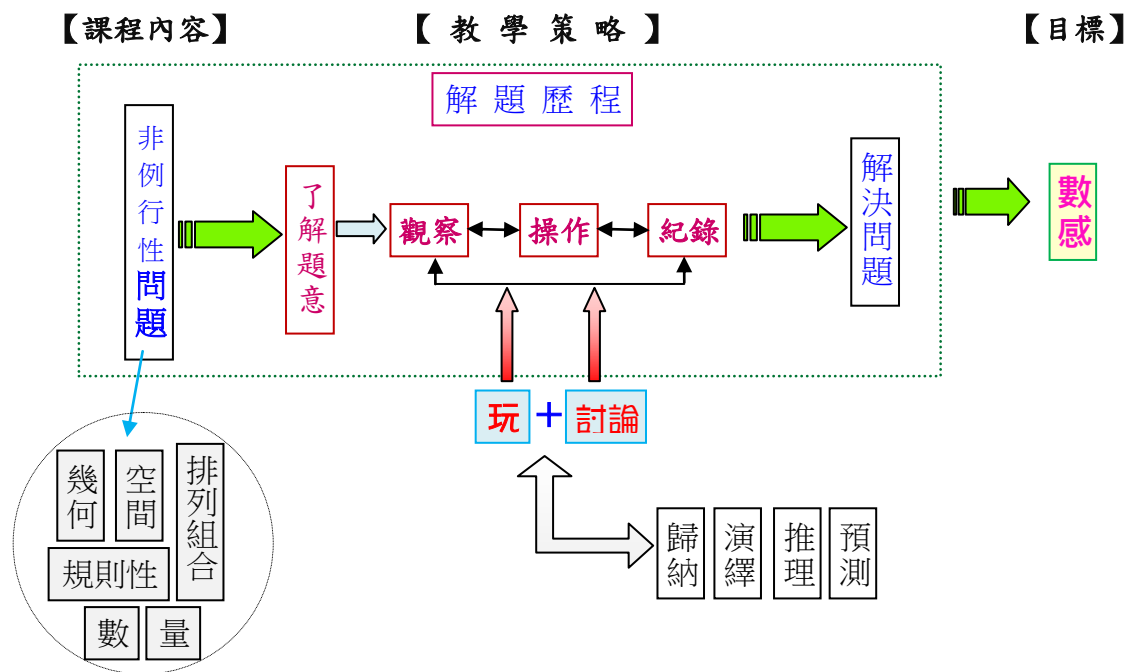 【課程內容】
【 教 學 策 略 】
【目標】
解 題 歷 程
非例行性問題
了解題意
觀察
操作
紀錄
解決問題
數感
玩
+
討論
幾何
空間
排列組合
規則性
數
量
歸納
演繹
推理
預測